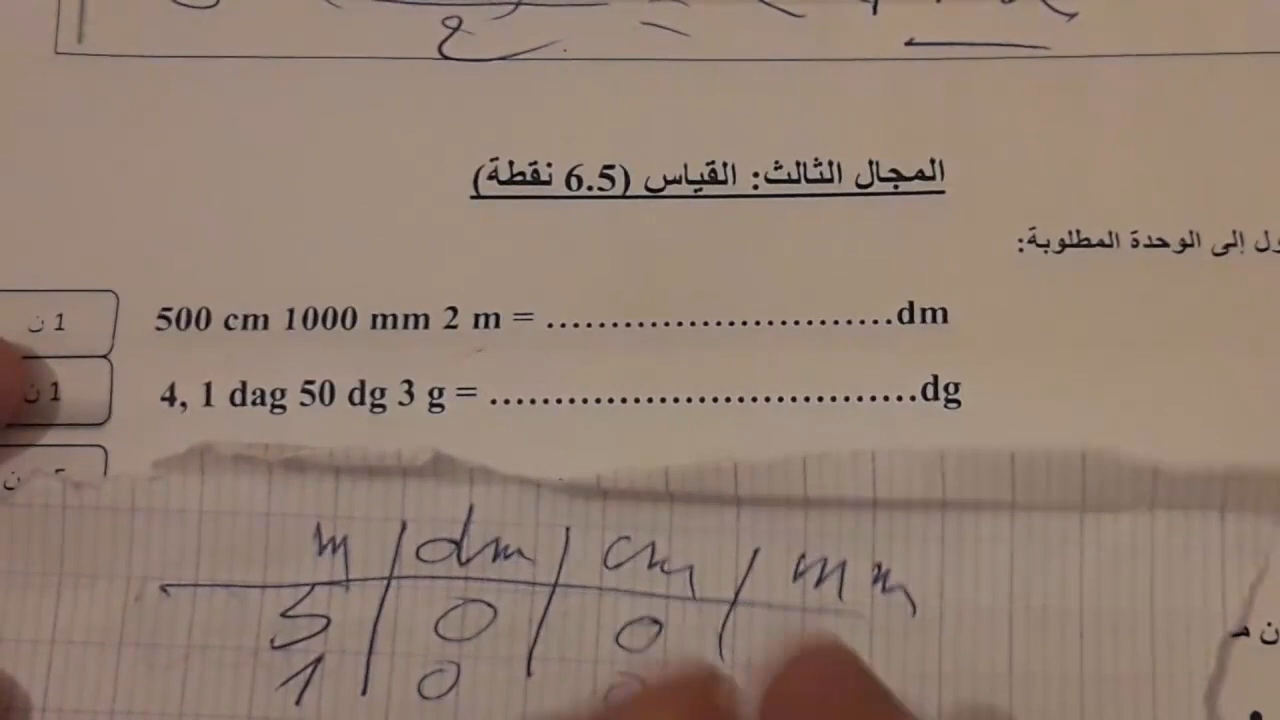 2 =
المجال الثالث: القياس (6.5 نقطة)
إلى الوحدة المطلوبة:
1 ن
500 cm 1000 mm 2 m = ...........................dm
1 ن
4, 1 dag 50 dg 3 g = .................................dg
ن
m | dm | cm | mm
5 | 0 | 0
1 | 0